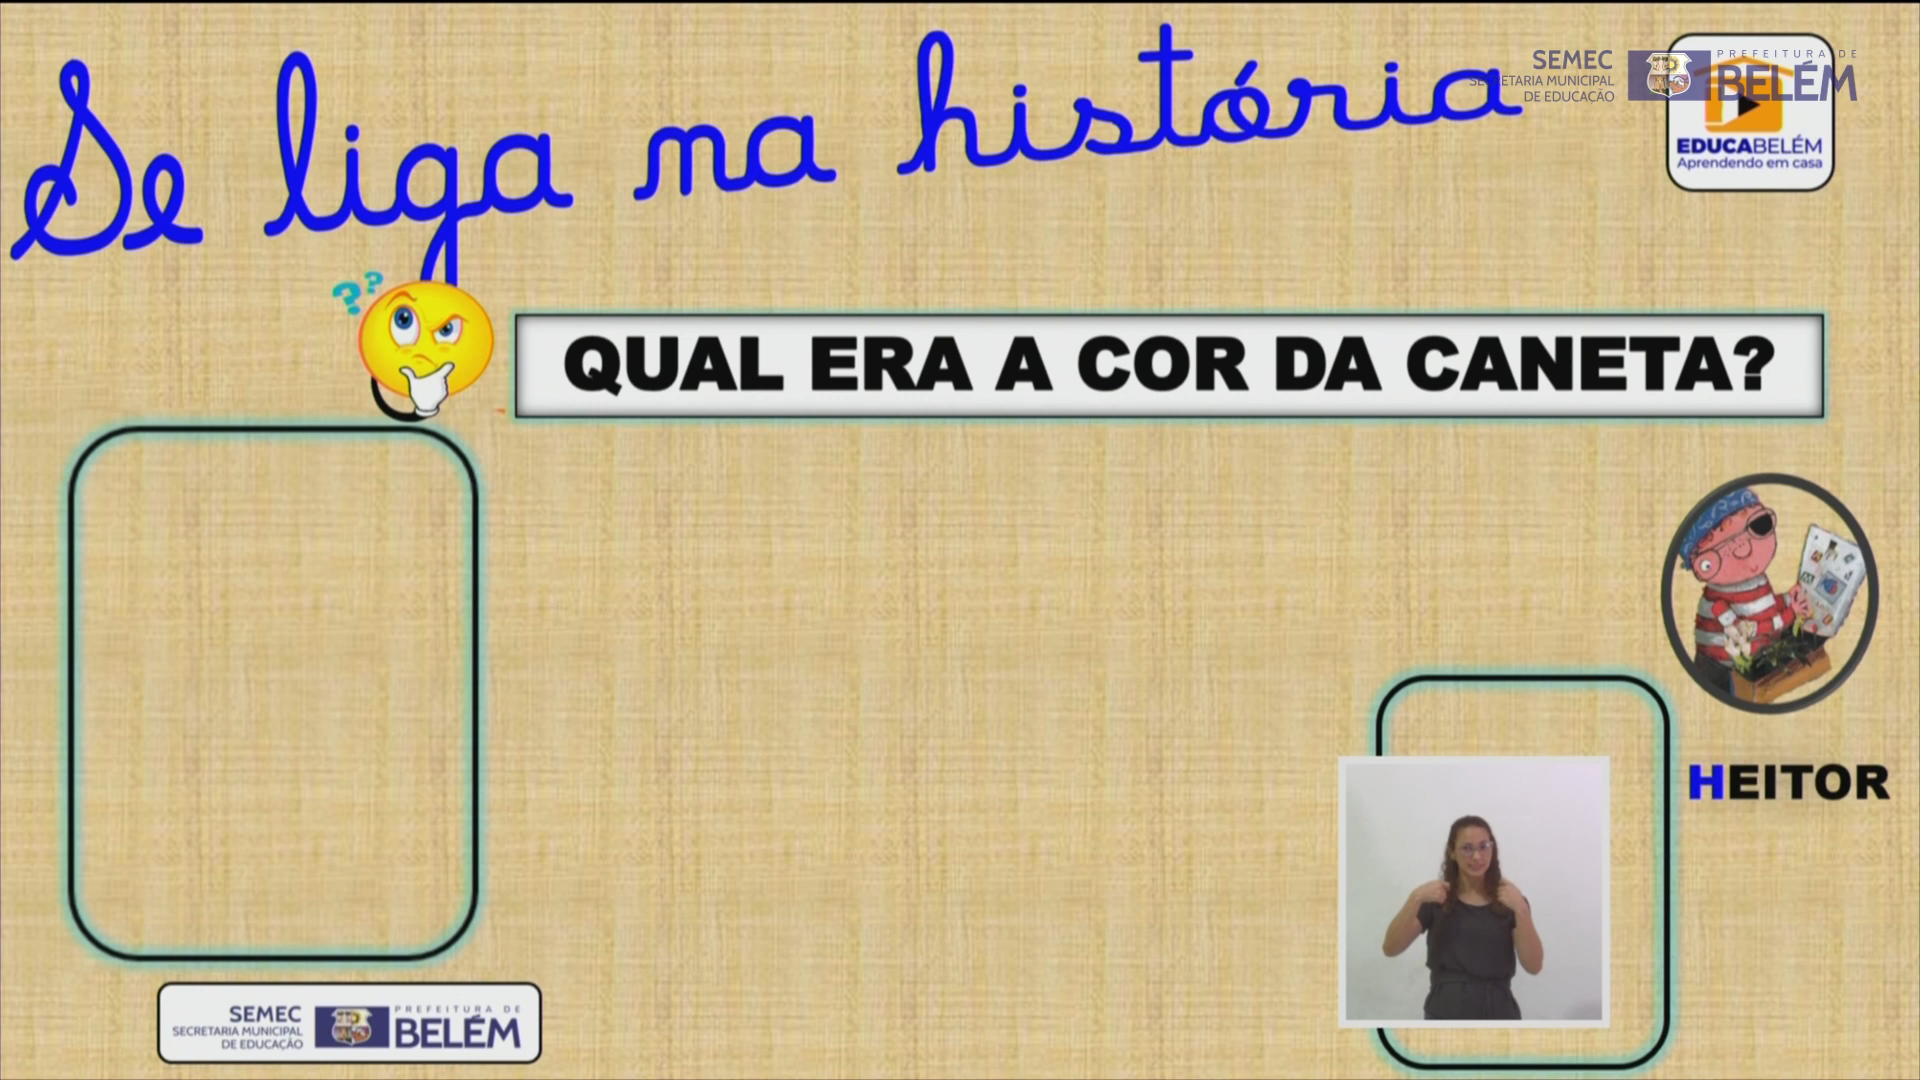 Se liga na história
SEMEC
SECRETARIA MUNICIPAL
DE EDUCAÇÃO
PREFEITURA DE
BELÉM
EDUCABELÉM
Aprendendo em casa
??
QUAL ERA A COR DA CANETA?
HEITOR
SEMEC
SECRETARIA MUNICIPAL
DE EDUCAÇÃO
PREFEITURA DE
BELÉM